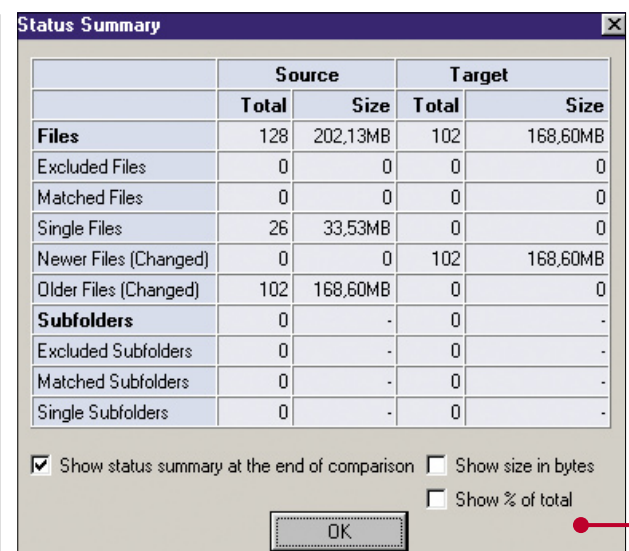 Status Summary
Source Target
Total Size Total Size
Files 128 202,13MB 102 168,60MB
Excluded Files 0 0 0 0
Matched Files 0 0 0 0
Single Files 26 33,53MB 0 0
Newer Files (Changed) 0 0 102 168,60MB
Older Files (Changed) 102 168,60MB 0 0
Subfolders 0 - 0 -
Excluded Subfolders 0 - 0 -
Matched Subfolders 0 - 0 -
Single Subfolders 0 - 0 -
Show status summary at the end of comparison Show size in bytes
Show % of total
OK